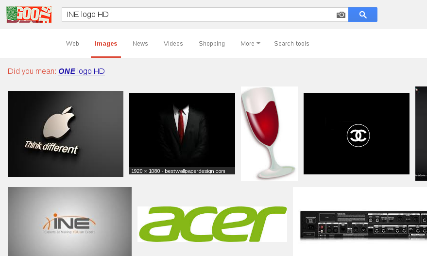 INE logo HD
Web Images News Videos Shopping More Search tools
Did you mean: ONE logo HD
Think different
1920 × 1080 - bestwallpaperdesign.com
iNE
acer